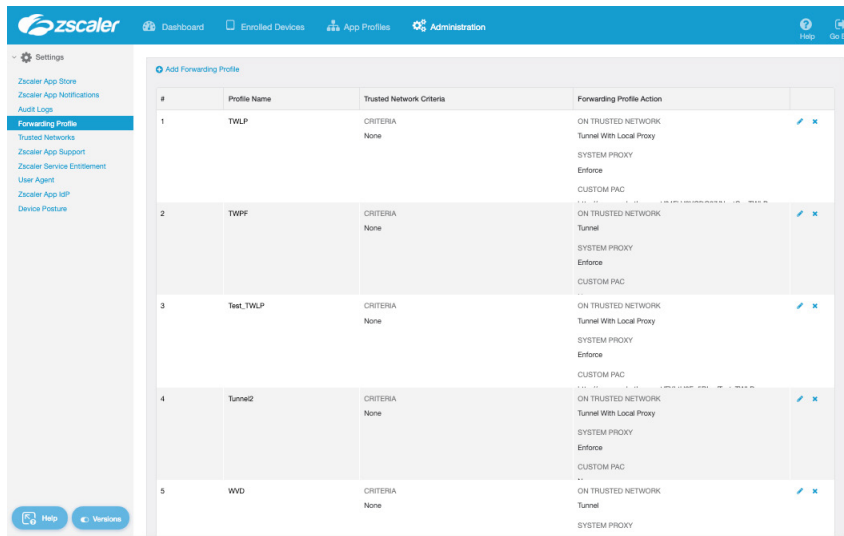 zscaler
Dashboard
Enrolled Devices
App Profiles
Administration
Help
Go
Settings
Zscaler App Store
Zscaler App Notifications
Audit Logs
Forwarding Profile
Trusted Networks
Zscaler App Support
Zscaler Service Entitlement
User Agent
Zscaler App IdP
Device Posture
Add Forwarding Profile
# Profile Name Trusted Network Criteria Forwarding Profile Action
1 TWLP CRITERIA ON TRUSTED NETWORK
None Tunnel With Local Proxy
SYSTEM PROXY
Enforce
CUSTOM PAC
2 TWPF CRITERIA ON TRUSTED NETWORK
None Tunnel
SYSTEM PROXY
Enforce
CUSTOM PAC
3 Test_TWLP CRITERIA ON TRUSTED NETWORK
None Tunnel With Local Proxy
SYSTEM PROXY
Enforce
CUSTOM PAC
4 Tunnel2 CRITERIA ON TRUSTED NETWORK
None Tunnel With Local Proxy
SYSTEM PROXY
Enforce
CUSTOM PAC
5 WVD CRITERIA ON TRUSTED NETWORK
None Tunnel
SYSTEM PROXY
Help
Versions